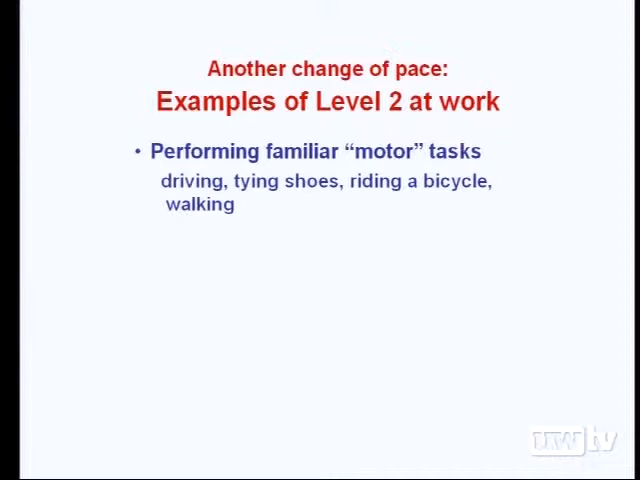 Another change of pace:
Examples of Level 2 at work
• Performing familiar “motor” tasks
driving, tying shoes, riding a bicycle,
walking
uwtv